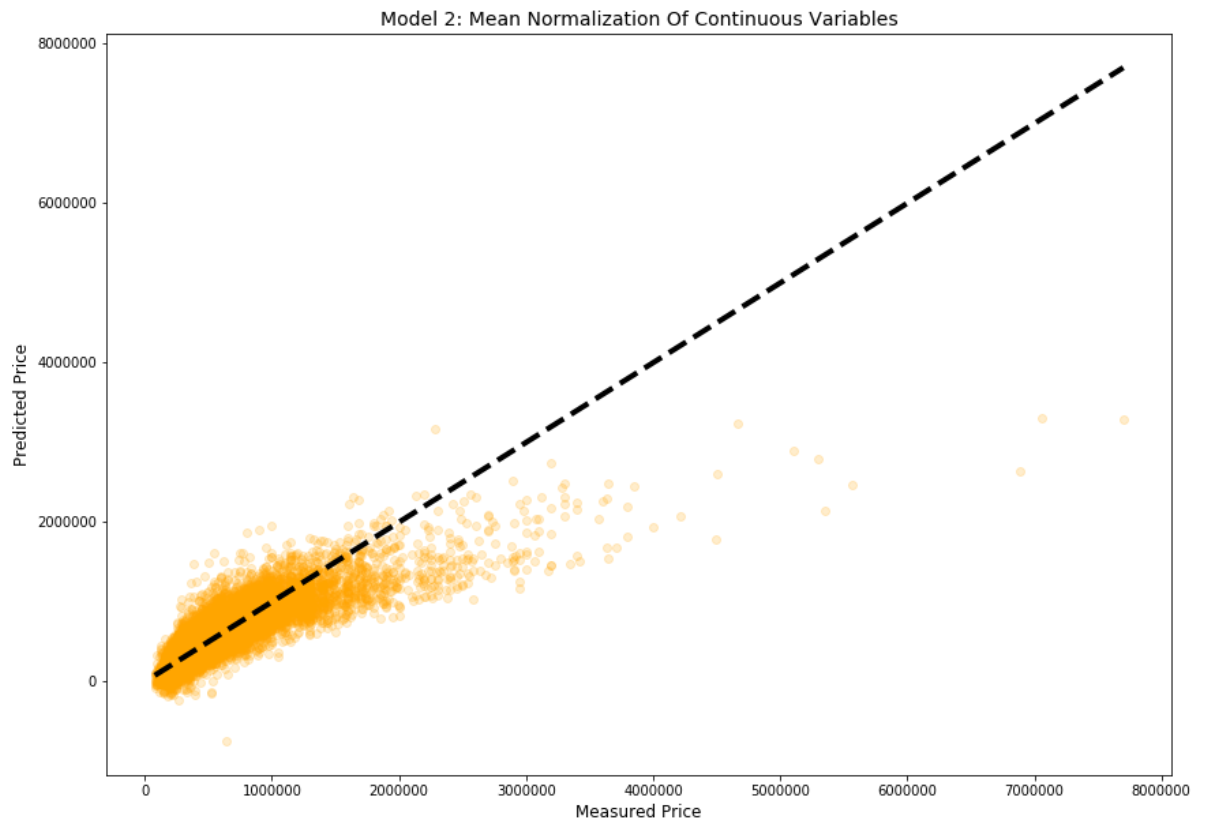 Model 2: Mean Normalization Of Continuous Variables
8000000
6000000
4000000
2000000
0
Predicted Price
0 1000000 2000000 3000000 4000000 5000000 6000000 7000000 8000000
Measured Price